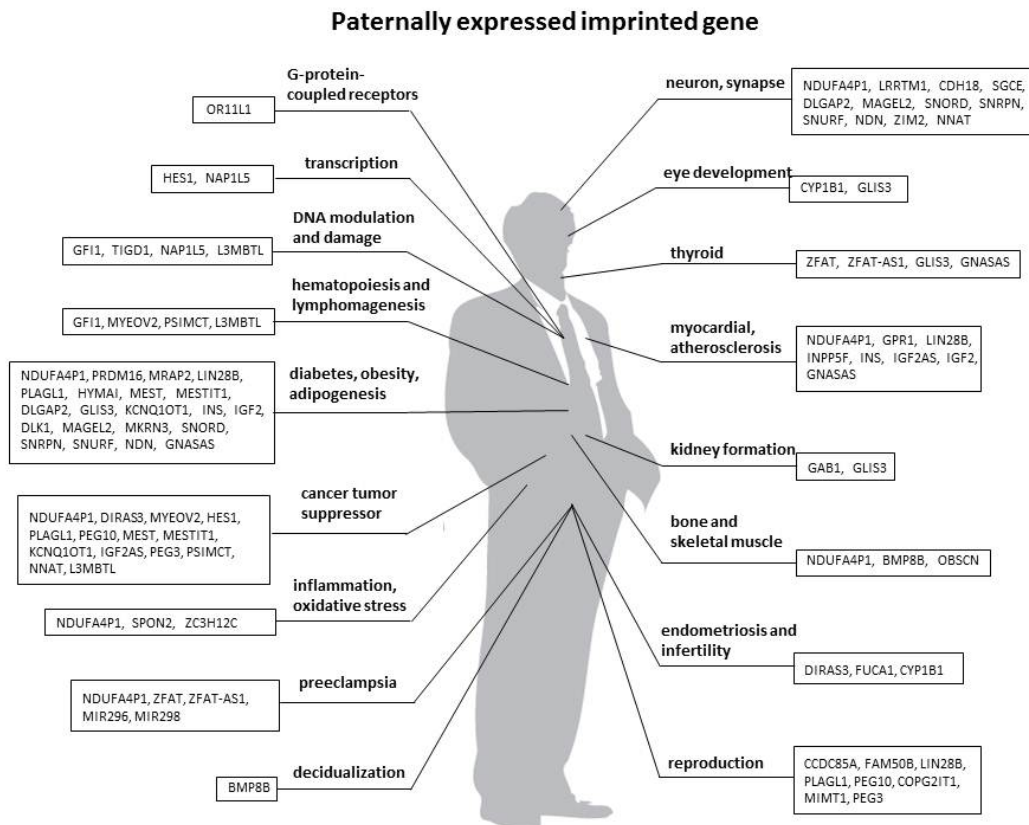 Paternally expressed imprinted gene
G-protein-
coupled receptors
OR11L1
transcription
HES1, NAP1L5
DNA modulation
and damage
GFI1, TIGD1, NAP1L5, L3MBTL
hematopoiesis and
lymphomagenesis
GFI1, MYEOV2, PSIMCT, L3MBTL
diabetes, obesity,
adipogenesis
NDUFA4P1, PRDM16, MRAP2, LIN28B,
PLAGL1, HYMAI, MEST, MESTIT1,
DLGAP2, GLIS3, KCNQ1OT1, INS, IGF2,
DLK1, MAGEL2, MKRN3, SNORD,
SNRPN, SNURF, NDN, GNASAS
cancer tumor
suppressor
NDUFA4P1, DIRAS3, MYEOV2, HES1,
PLAGL1, PEG10, MEST, MESTIT1,
KCNQ1OT1, IGF2AS, PEG3, PSIMCT,
NNAT, L3MBTL
inflammation,
oxidative stress
NDUFA4P1, SPON2, ZC3H12C
preeclampsia
NDUFA4P1, ZFAT, ZFAT-AS1,
MIR296, MIR298
decidualization
BMP8B
neuron, synapse
NDUFA4P1, LRRTM1, CDH18, SGCE,
DLGAP2, MAGEL2, SNORD, SNRPN,
SNURF, NDN, ZIM2, NNAT
eye development
CYP1B1, GLIS3
thyroid
ZFAT, ZFAT-AS1, GLIS3, GNASAS
myocardial,
atherosclerosis
NDUFA4P1, GPR1, LIN28B,
INPP5F, INS, IGF2AS, IGF2,
GNASAS
kidney formation
GAB1, GLIS3
bone and
skeletal muscle
NDUFA4P1, BMP8B, OBSCN
endometriosis and
infertility
DIRAS3, FUCA1, CYP1B1
reproduction
CCDC85A, FAM50B, LIN28B,
PLAGL1, PEG10, COPG2IT1,
MIMT1, PEG3